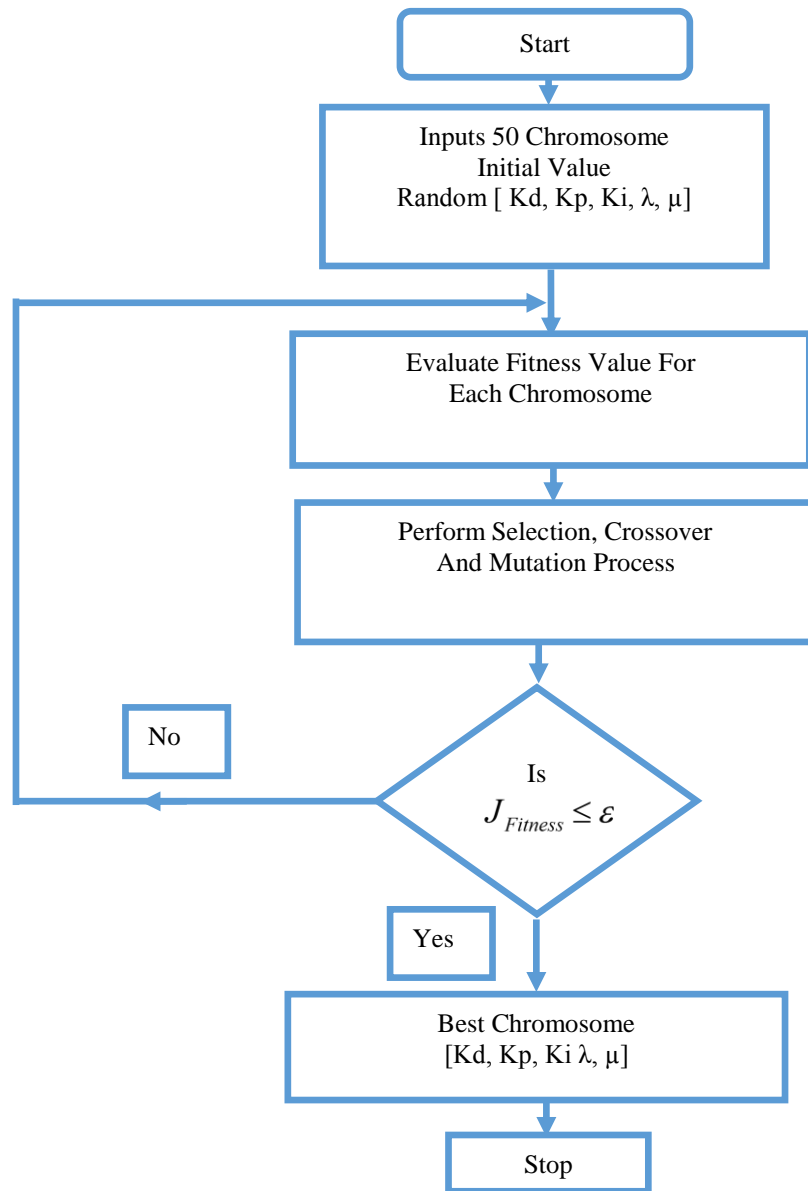 Start
Inputs 50 Chromosome
Initial Value
Random [ Kd, Kp, Ki, λ, µ]
Evaluate Fitness Value For
Each Chromosome
Perform Selection, Crossover
And Mutation Process
No
Is
J Fitness ≤ ε
Yes
Best Chromosome
[Kd, Kp, Ki λ, µ]
Stop